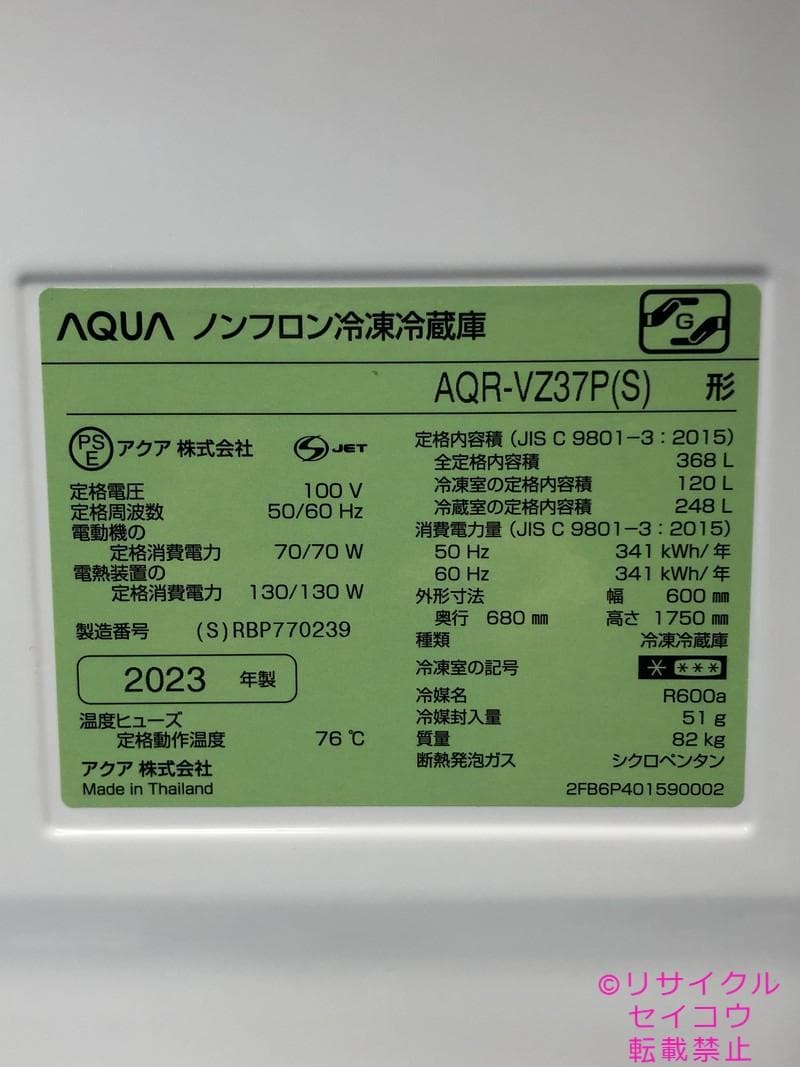 AQUA ノンフロン冷凍冷蔵庫
G
AQR-VZ37P(S) 形
PSE アクア 株式会社 S JET
定格電圧 100 V
定格周波数 50/60 Hz
電動機の
定格消費電力 70/70 W
電熱装置の
定格消費電力 130/130 W
製造番号 (S)RBP770239
2023 年製
温度ヒューズ
定格動作温度 76 ℃
アクア 株式会社
Made in Thailand
定格内容積 (JIS C 9801-3:2015)
全定格内容積 368 L
冷凍室の定格内容積 120 L
冷蔵室の定格内容積 248 L
消費電力量 (JIS C 9801-3:2015)
50 Hz 341 kWh/年
60 Hz 341 kWh/年
外形寸法 幅 600 ㎜
奥行 680 ㎜ 高さ 1750 ㎜
種類 冷凍冷蔵庫
冷凍室の記号 * ***
冷媒名 R600a
冷媒封入量 51 g
質量 82 kg
断熱発泡ガス シクロペンタン
2FB6P401590002
©リサイクル
セイコウ
転載禁止